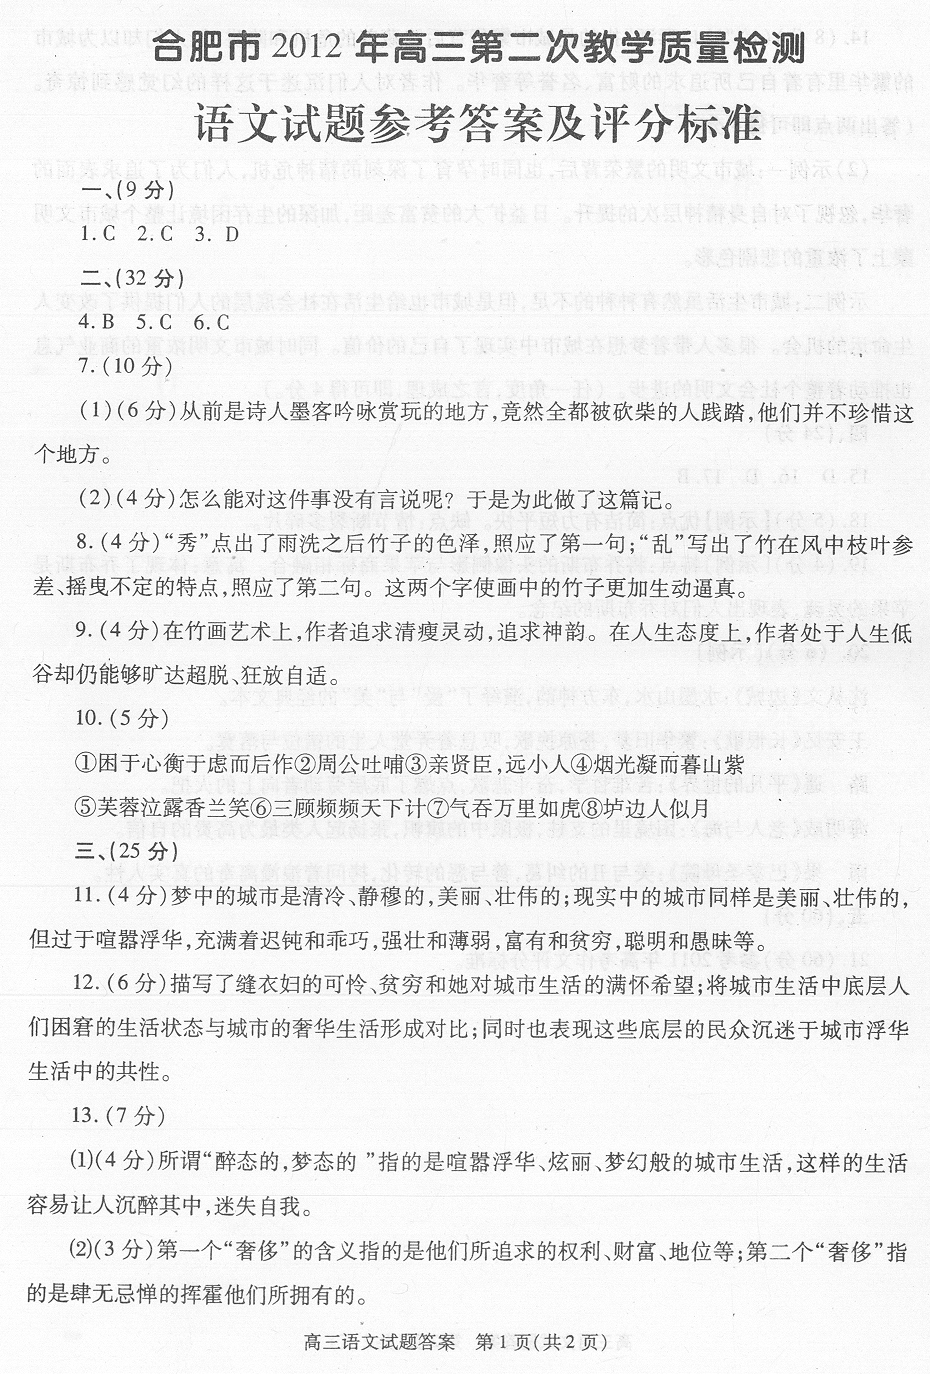 合肥市 2012 年高三第三次教学质量检测
语文试题参考答案及评分标准
一、(9 分)
1. C 2. C 3. D
二、(32 分)
4. B 5. C 6. C
7. (10 分)
(1)(6 分)从前是诗人墨客吟咏赏玩的地方,竟然全都被砍柴的人践踏,他们并不珍惜这
个地方。
(2)(4 分)怎么能对这件事没有言说呢? 于是为此做了这篇记。
8. (4 分)“秀”点出了雨洗之后竹子的色泽,照应了第一句;“乱”写出了竹在风中枝叶参
差、摇曳不定的特点,照应了第二句。这两个字使画中的竹子更加生动逼真。
9. (4 分)在竹画艺术上,作者追求清瘦灵动,追求神韵。在人生态度上,作者处于人生低
谷却仍能够旷达超脱、狂放自适。
10. (5 分)
①困于心衡于虑而后作②周公吐哺③亲贤臣,远小人④烟光凝而暮山紫
⑤芙蓉泣露香兰笑⑥三顾频频天下计⑦气吞万里如虎⑧垆边人似月
三、(25 分)
11. (4 分)梦中的城市是清冷、静穆的,美丽、壮伟的;现实中的城市同样是美丽、壮伟的,
但过于喧嚣浮华,充满着迟钝和乖巧,强壮和薄弱,富有和贫穷,聪明和愚昧等。
12. (6 分)描写了缝衣妇的可怜、贫穷和她对城市生活的满怀希望;将城市生活中底层人
们困窘的生活状态与城市的奢华生活形成对比;同时也表现这些底层的民众沉迷于城市浮华
生活中的共性。
13. (7 分)
⑴(4 分)所谓“醉态的,梦态的 ”指的是喧嚣浮华、炫丽、梦幻般的城市生活,这样的生活
容易让人沉醉其中,迷失自我。
⑵(3 分)第一个“奢侈”的含义指的是他们所追求的权利、财富、地位等;第二个“奢侈”指
的是肆无忌惮的挥霍他们所拥有的。
高三语文试题答案 第 1 页(共 2 页)